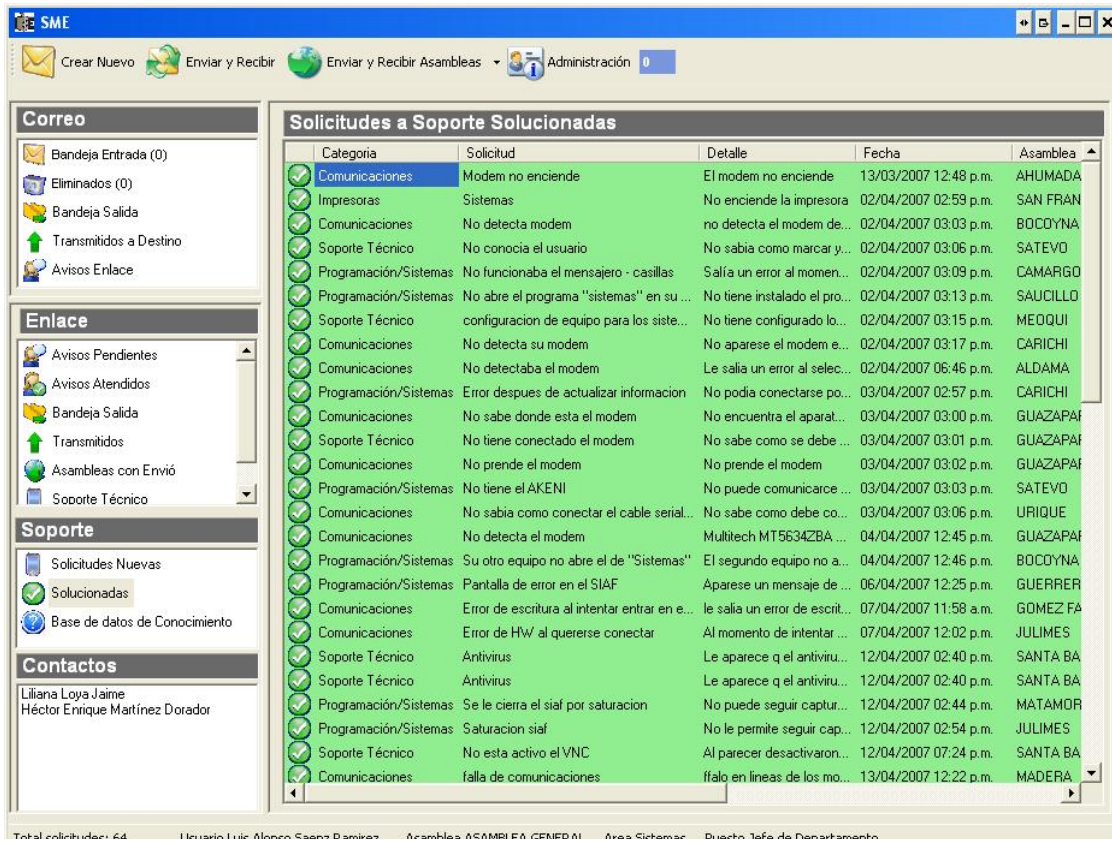 SME
Crear Nuevo Enviar y Recibir Enviar y Recibir Asambleas Administración 0
Correo
Bandeja Entrada (0)
Eliminados (0)
Bandeja Salida
Transmitidos a Destino
Avisos Enlace
Enlace
Avisos Pendientes
Avisos Atendidos
Bandeja Salida
Transmitidos
Asambleas con Envió
Soporte Técnico
Soporte
Solicitudes Nuevas
Solucionadas
Base de datos de Conocimiento
Contactos
Liliana Loya Jaime
Héctor Enrique Martínez Dorador
Solicitudes a Soporte Solucionadas
Categoria Solicitud Detalle Fecha Asamblea
Comunicaciones Modem no enciende El modem no enciende 13/03/2007 12:48 p.m. AHUMADA
Impresoras Sistemas No enciende la impresora 02/04/2007 02:59 p.m. SAN FRAN
Comunicaciones No detecta modem no detecta el modem de... 02/04/2007 03:03 p.m. BOCOYNA
Soporte Técnico No conocia el usuario No sabia como marcar y... 02/04/2007 03:06 p.m. SATEVO
Programación/Sistemas No funcionaba el mensajero - casillas Salía un error al momen... 02/04/2007 03:09 p.m. CAMARGO
Programación/Sistemas No abre el programa "sistemas" en su ... No tiene instalado el pro... 02/04/2007 03:13 p.m. SAUCILLO
Soporte Técnico configuracion de equipo para los siste... No tiene configurado lo... 02/04/2007 03:15 p.m. MEOQUI
Comunicaciones No detecta su modem No aparese el modem e... 02/04/2007 03:17 p.m. CARICHI
Comunicaciones No detectaba el modem Le salia un error al selec... 02/04/2007 06:46 p.m. ALDAMA
Programación/Sistemas Error despues de actualizar informacion No podia conectarse po... 03/04/2007 02:57 p.m. CARICHI
Comunicaciones No sabe donde esta el modem No encuentra el aparat... 03/04/2007 03:00 p.m. GUAZAPAR
Soporte Técnico No tiene conectado el modem No sabe como se debe ... 03/04/2007 03:01 p.m. GUAZAPAR
Comunicaciones No prende el modem No prende el modem 03/04/2007 03:02 p.m. GUAZAPAR
Programación/Sistemas No tiene el AKENI No puede comunicarce ... 03/04/2007 03:03 p.m. SATEVO
Comunicaciones No sabia como conectar el cable serial... No sabe como debe co... 03/04/2007 03:06 p.m. URIQUE
Comunicaciones No detecta el modem Multitech MT5634ZBA ... 04/04/2007 12:45 p.m. GUAZAPAR
Programación/Sistemas Su otro equipo no abre el de "Sistemas" El segundo equipo no a... 04/04/2007 12:46 p.m. BOCOYNA
Programación/Sistemas Pantalla de error en el SIAF Aparese un mensaje de ... 06/04/2007 12:25 p.m. GUERRER
Comunicaciones Error de escritura al intentar entrar en e... le salia un error de escrit... 07/04/2007 11:58 a.m. GOMEZ FA
Comunicaciones Error de HW al quererse conectar Al momento de intentar ... 07/04/2007 12:02 p.m. JULIMES
Soporte Técnico Antivirus Le aparece q el antiviru... 12/04/2007 02:40 p.m. SANTA BA
Soporte Técnico Antivirus Le aparece q el antiviru... 12/04/2007 02:40 p.m. SANTA BA
Programación/Sistemas Se le cierra el siaf por saturacion No puede seguir captur... 12/04/2007 02:44 p.m. MATAMOR
Programación/Sistemas Saturacion siaf No le permite seguir cap... 12/04/2007 02:54 p.m. JULIMES
Soporte Técnico No esta activo el VNC Al parecer desactivaron... 12/04/2007 07:24 p.m. SANTA BA
Comunicaciones falla de comunicaciones ffalo en lineas de los mo... 13/04/2007 12:22 p.m. MADERA
Total solicitudes: 64 Usuario Luis Alonso Saenz Ramirez Asamblea ASAMBLEA GENERAL Area Sistemas Puesto Jefe de Departamento